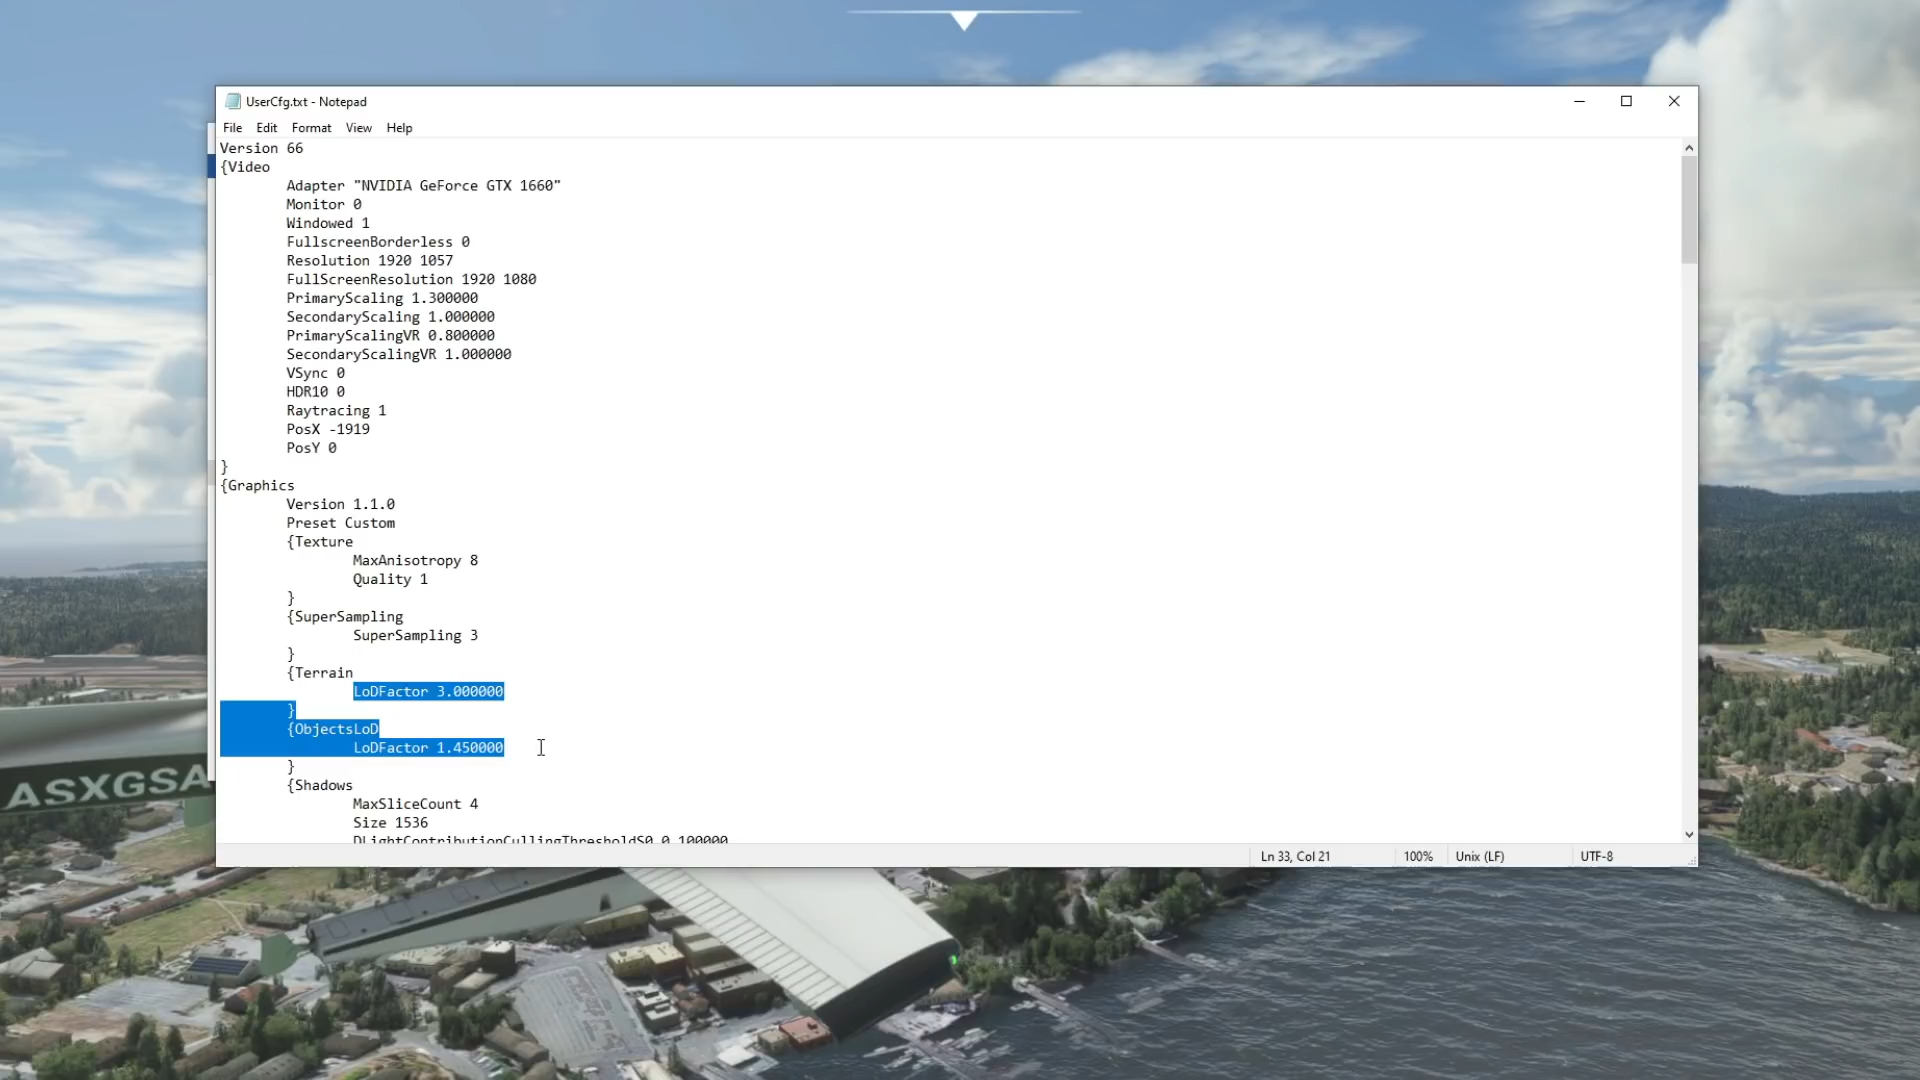 UserCfg.txt - Notepad
File Edit Format View Help
Version 66
{Video
Adapter "NVIDIA GeForce GTX 1660"
Monitor 0
Windowed 1
FullscreenBorderless 0
Resolution 1920 1057
FullScreenResolution 1920 1080
PrimaryScaling 1.300000
SecondaryScaling 1.000000
PrimaryScalingVR 0.800000
SecondaryScalingVR 1.000000
VSync 0
HDR10 0
Raytracing 1
PosX -1919
PosY 0
}
{Graphics
Version 1.1.0
Preset Custom
{Texture
MaxAnisotropy 8
Quality 1
}
{SuperSampling
SuperSampling 3
}
{Terrain
LoDFactor 3.000000
}
{ObjectsLoD
LoDFactor 1.450000
}
{Shadows
MaxSliceCount 4
Size 1536
DLightContributionCullingThresholdS0 0.100000
Ln 33, Col 21 100% Unix (LF) UTF-8
ASXGSA